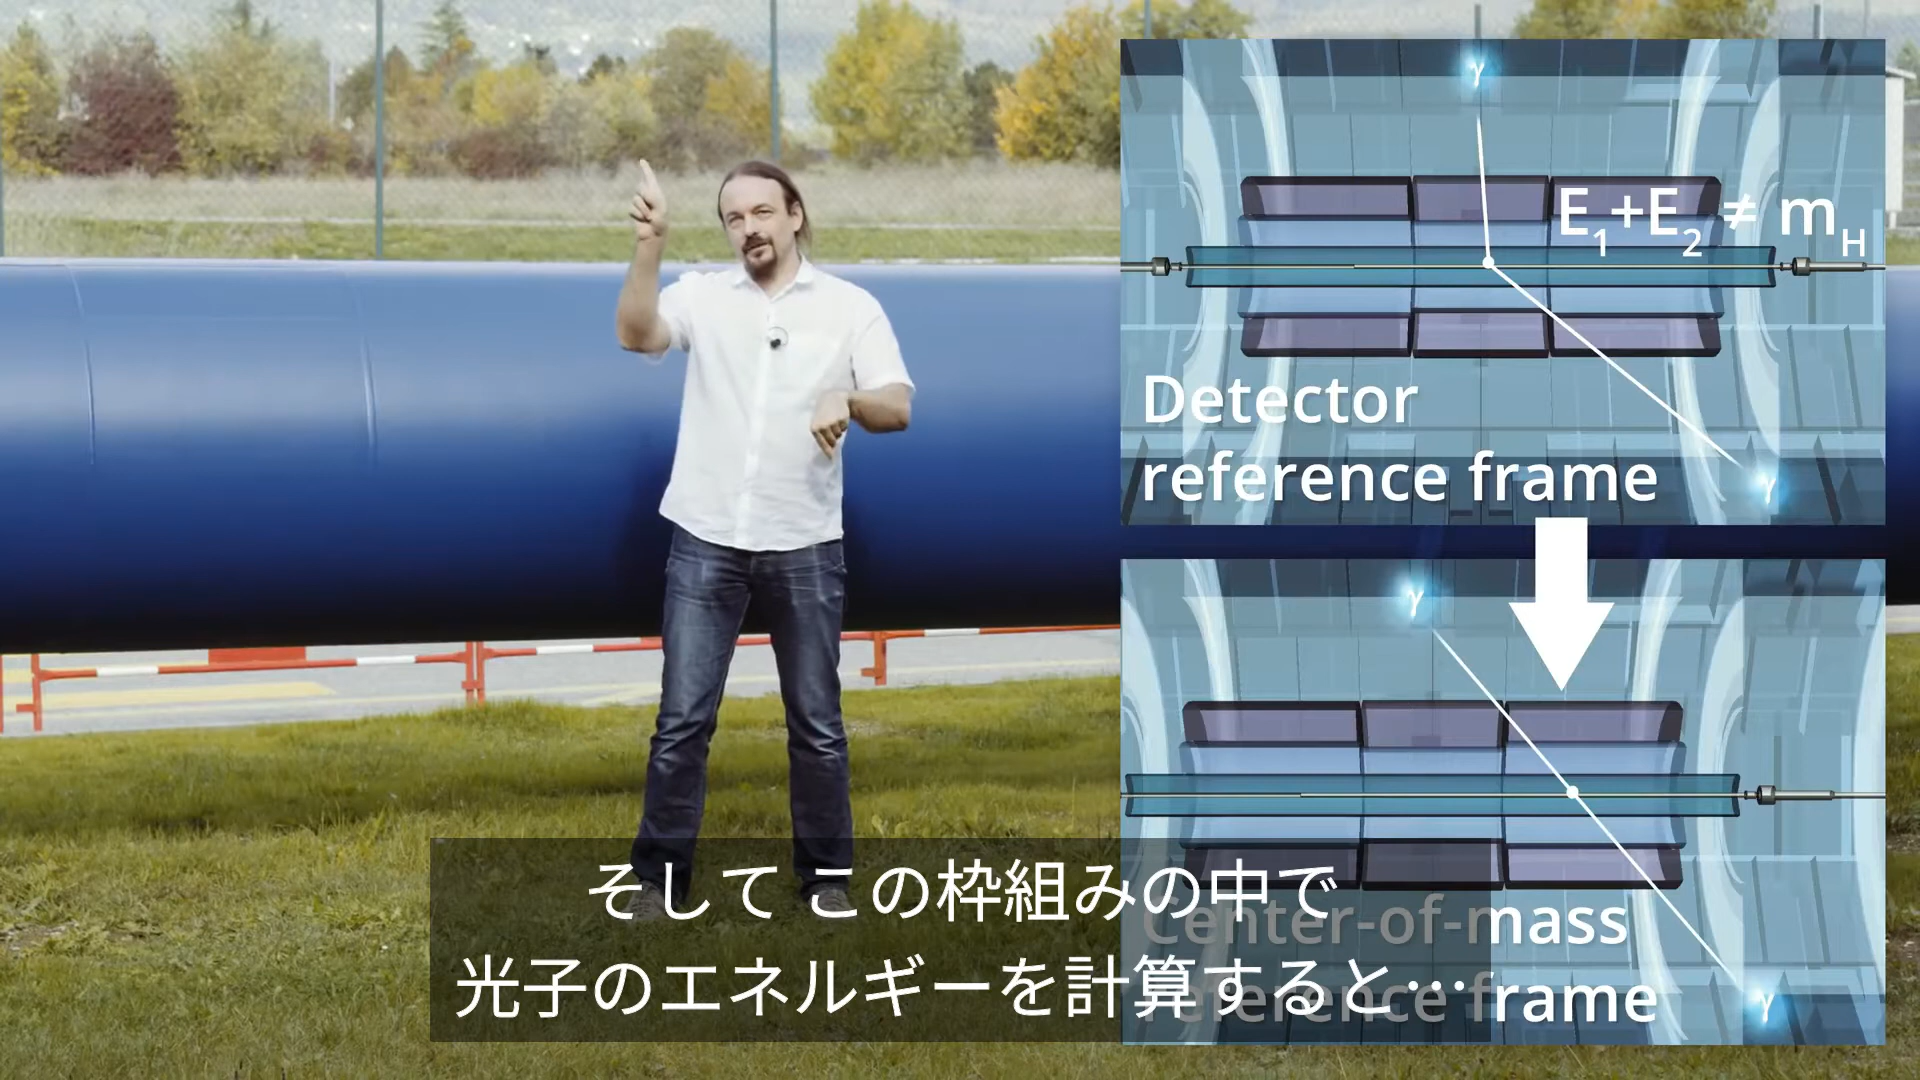 γ
E₁+E₂ ≠ m_H
γ
Detector
reference frame
γ
Center-of-mass
reference frame
γ
そして この枠組みの中で
光子のエネルギーを計算すると…